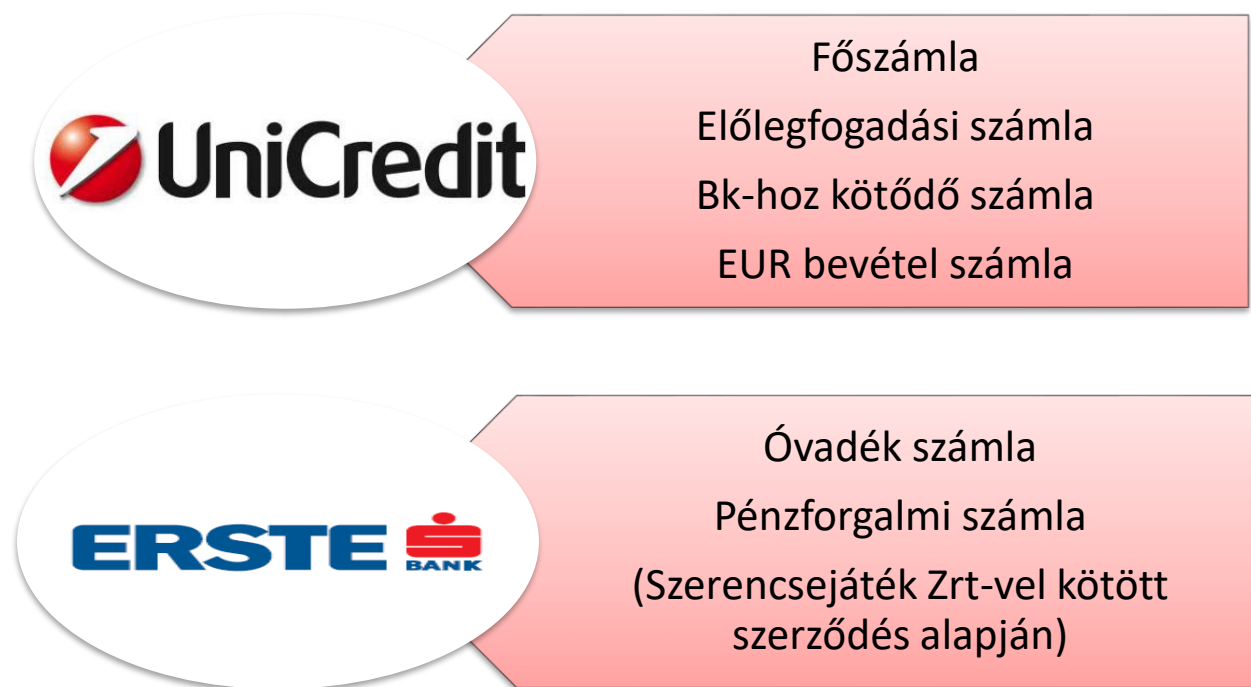 UniCredit
Főszámla
Előlegfogadási számla
Bk-hoz kötődő számla
EUR bevétel számla
ERSTE
BANK
Óvadék számla
Pénzforgalmi számla
(Szerencsejáték Zrt-vel kötött
szerződés alapján)